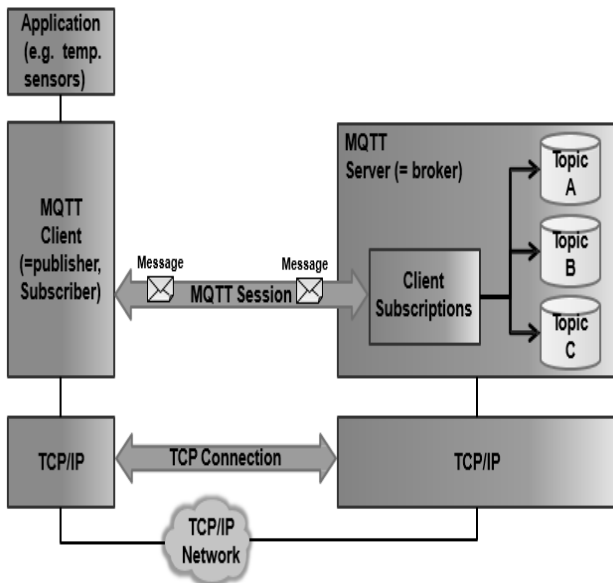 Application
(e.g. temp.
sensors)
MQTT
Client
(=publisher,
Subscriber)
Message
Message
MQTT Session
MQTT
Server (= broker)
Client
Subscriptions
Topic
A
Topic
B
Topic
C
TCP/IP
TCP Connection
TCP/IP
TCP/IP
Network